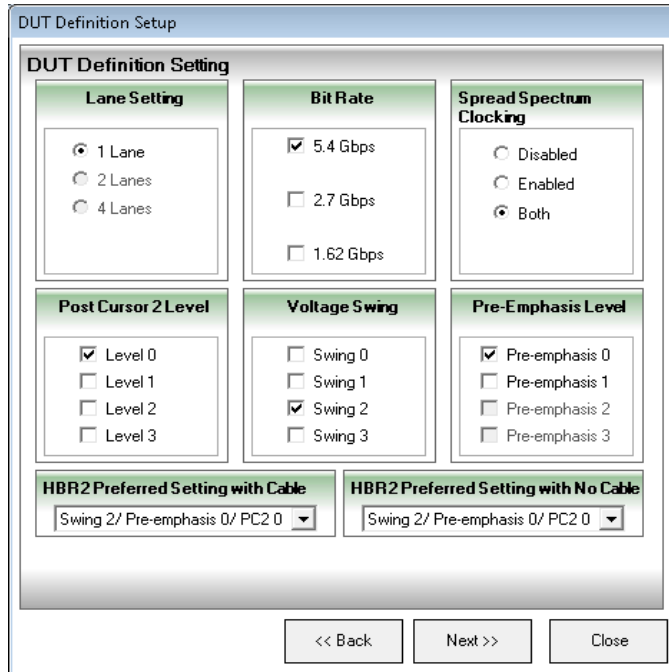 DUT Definition Setup
DUT Definition Setting
Lane Setting
1 Lane
2 Lanes
4 Lanes
Bit Rate
5.4 Gbps
2.7 Gbps
1.62 Gbps
Spread Spectrum
Clocking
Disabled
Enabled
Both
Post Cursor 2 Level
Level 0
Level 1
Level 2
Level 3
Voltage Swing
Swing 0
Swing 1
Swing 2
Swing 3
Pre-Emphasis Level
Pre-emphasis 0
Pre-emphasis 1
Pre-emphasis 2
Pre-emphasis 3
HBR2 Preferred Setting with Cable
Swing 2/ Pre-emphasis 0/ PC2 0
HBR2 Preferred Setting with No Cable
Swing 2/ Pre-emphasis 0/ PC2 0
<< Back
Next >>
Close